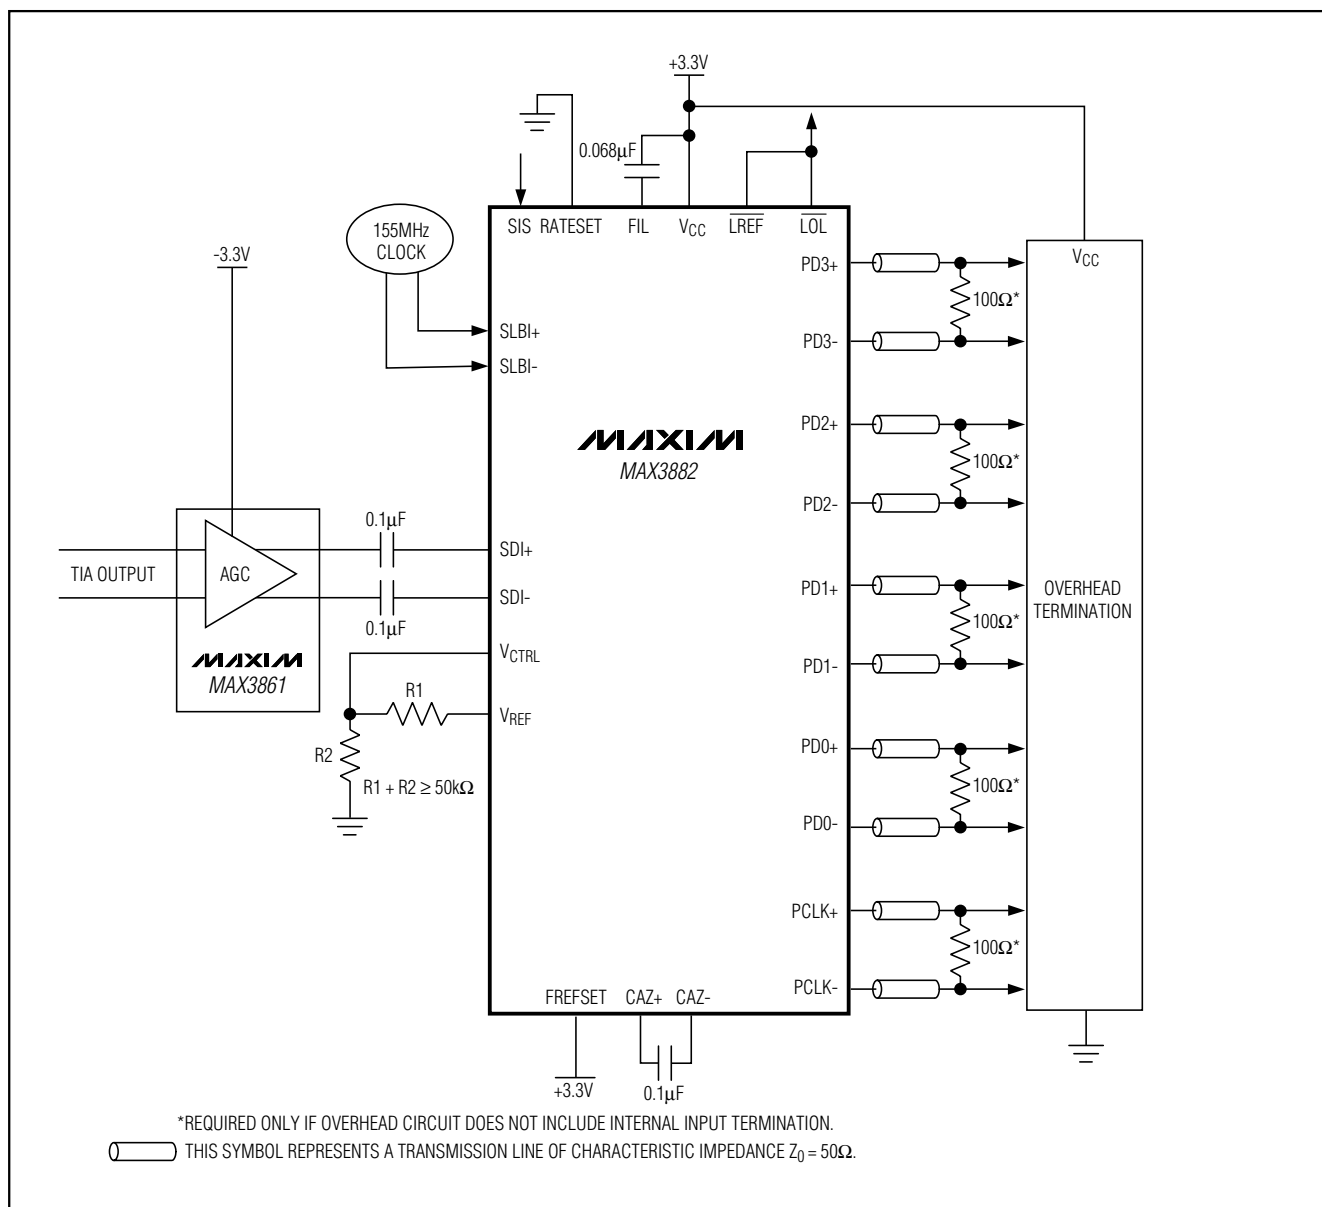 +3.3V
0.068μF
SIS RATESET FIL VCC LREF LOL
155MHz
CLOCK
-3.3V
SLBI+
SLBI-
PD3+
100Ω*
PD3-
VCC
MAXIM
MAX3882
PD2+
100Ω*
PD2-
0.1μF
SDI+
TIA OUTPUT
AGC
SDI-
0.1μF
MAXIM
MAX3861
VCTRL
R1
VREF
R2
R1 + R2 ≥ 50kΩ
PD1+
100Ω*
PD1-
OVERHEAD
TERMINATION
PD0+
100Ω*
PD0-
PCLK+
100Ω*
PCLK-
FREFSET CAZ+ CAZ-
+3.3V
0.1μF
*REQUIRED ONLY IF OVERHEAD CIRCUIT DOES NOT INCLUDE INTERNAL INPUT TERMINATION.
THIS SYMBOL REPRESENTS A TRANSMISSION LINE OF CHARACTERISTIC IMPEDANCE Z0 = 50Ω.